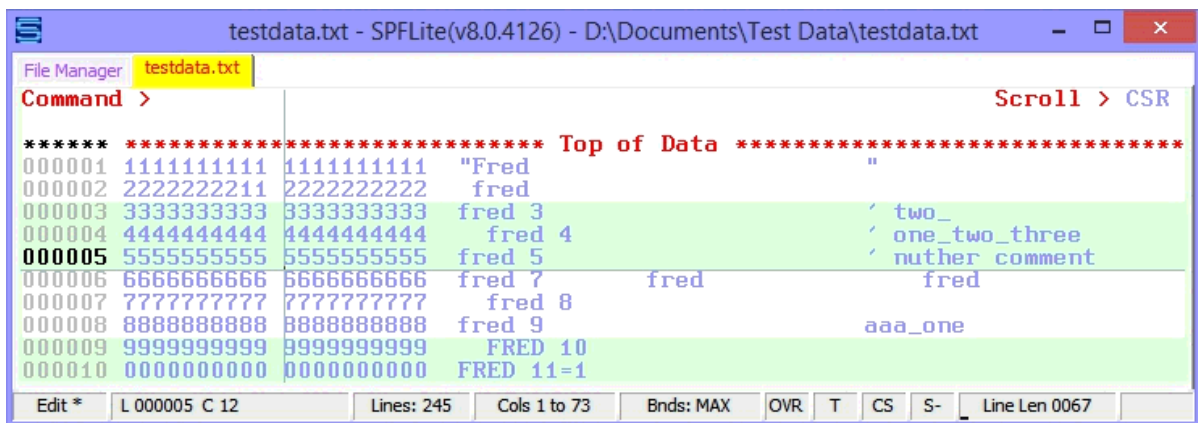 testdata.txt - SPFLite(v8.0.4126) - D:\Documents\Test Data\testdata.txt
File Manager testdata.txt
Command > Scroll > CSR
****** ***************************** Top of Data *******************************
000001 1111111111 1111111111 "Fred "
000002 2222222211 2222222222 fred
000003 3333333333 3333333333 fred 3 ' two_
000004 4444444444 4444444444 fred 4 ' one_two_three
000005 5555555555 5555555555 fred 5 ' nuther comment
000006 6666666666 6666666666 fred 7 fred fred
000007 7777777777 7777777777 fred 8
000008 8888888888 8888888888 fred 9 aaa_one
000009 9999999999 9999999999 FRED 10
000010 0000000000 0000000000 FRED 11=1
Edit * L 000005 C 12 Lines: 245 Cols 1 to 73 Bnds: MAX OVR T CS S- _ Line Len 0067